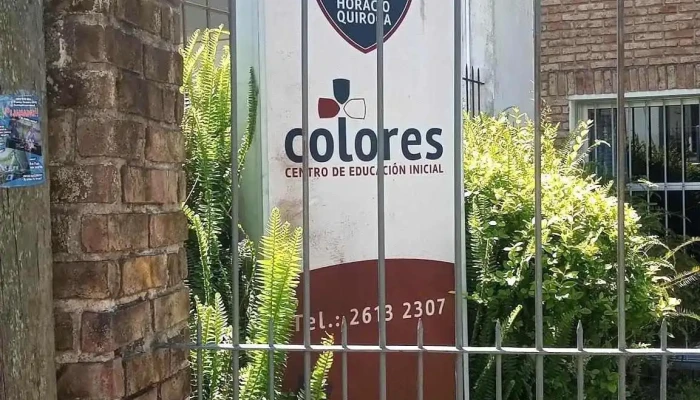 HORACIO
QUIROGA
colores
CENTRO DE EDUCACIÓN INICIAL
Tel.: 2613 2307